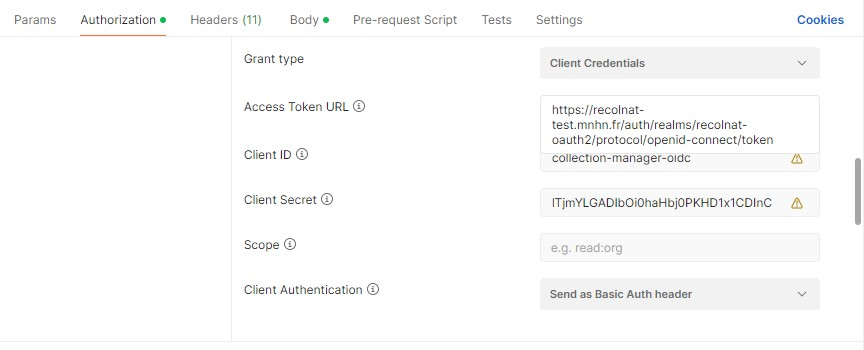 Params Authorization Headers (11) Body Pre-request Script Tests Settings Cookies
Grant type Client Credentials
Access Token URL https://recolnat-
test.mnhn.fr/auth/realms/recolnat-
oauth2/protocol/openid-connect/token
Client ID collection-manager-oidc
Client Secret lTjmYLGADIbOi0haHbj0PKHD1x1CDInC
Scope e.g. read:org
Client Authentication Send as Basic Auth header